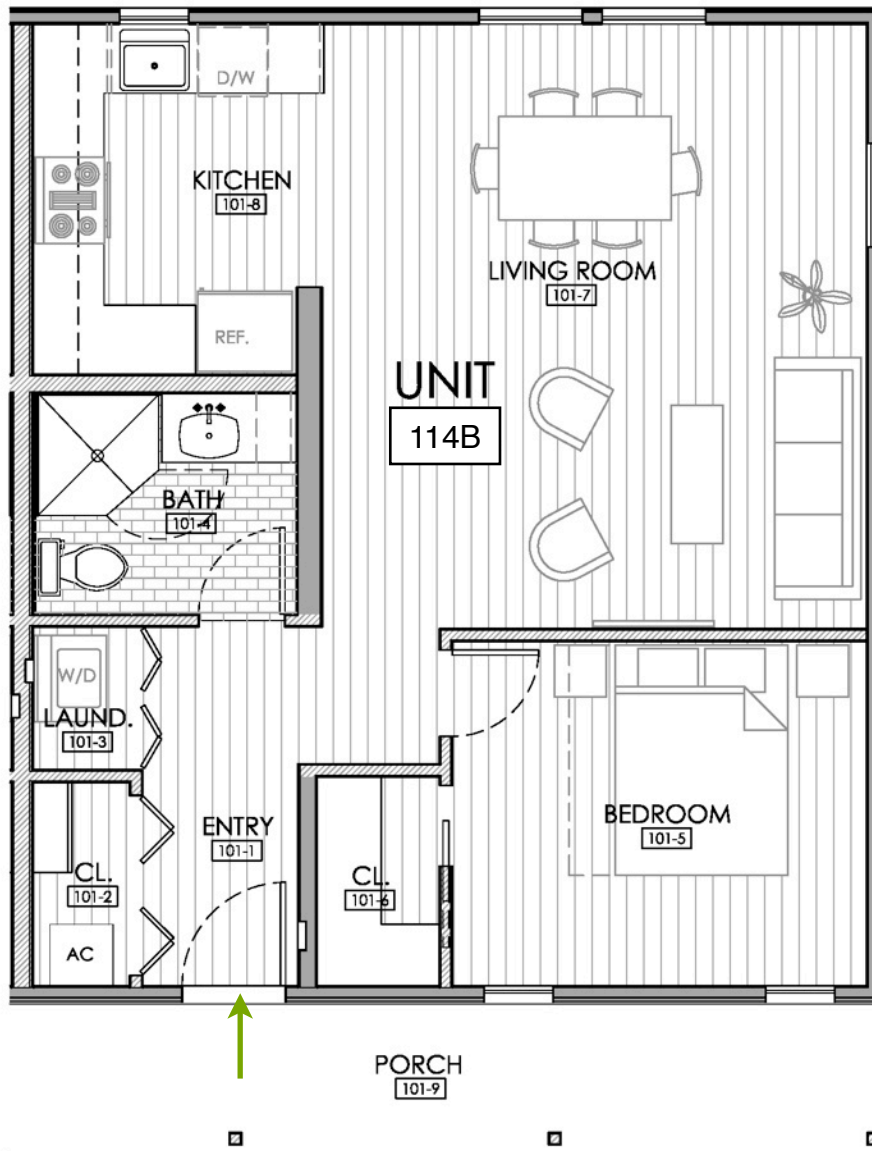 D/W
KITCHEN
101-8
LIVING ROOM
101-7
REF.
UNIT
114B
BATH
101-4
W/D
LAUND.
101-3
ENTRY
101-1
BEDROOM
101-5
CL.
101-2
CL.
101-6
AC
PORCH
101-9